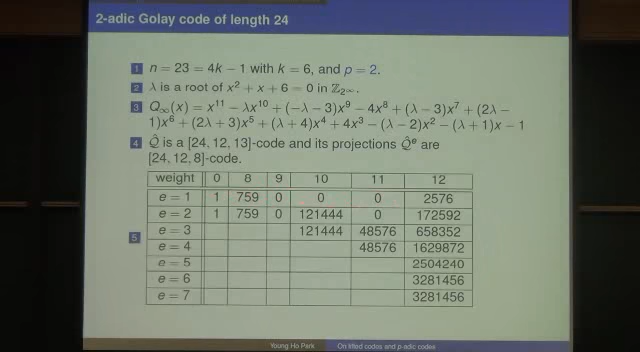 2-adic Golay code of length 24
1 n = 23 = 4k − 1 with k = 6, and p = 2.
2 λ is a root of x² + x + 6 = 0 in ℤ₂∞.
3 Q∞(x) = x¹¹ − λx¹⁰ + (−λ − 3)x⁹ − 4x⁸ + (λ − 3)x⁷ + (2λ −
1)x⁶ + (2λ + 3)x⁵ + (λ + 4)x⁴ + 4x³ − (λ − 2)x² − (λ + 1)x − 1
4 Q̂ is a [24, 12, 13]-code and its projections Q̂ᵉ are
[24, 12, 8]-code.
weight 0 8 9 10 11 12
e = 1 1 759 0 0 0 2576
e = 2 1 759 0 121444 0 172592
e = 3 121444 48576 658352
e = 4 48576 1629872
5 e = 5 2504240
e = 6 3281456
e = 7 3281456
Young Ho Park On lifted codes and p-adic codes